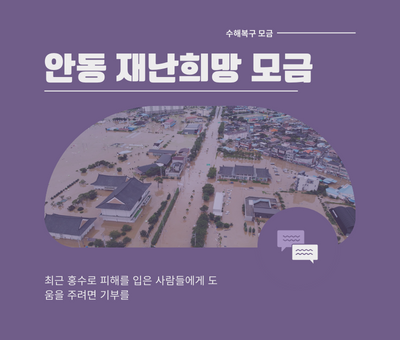 수해복구 모금
안동 재난희망 모금
최근 홍수로 피해를 입은 사람들에게 도
움을 주려면 기부를